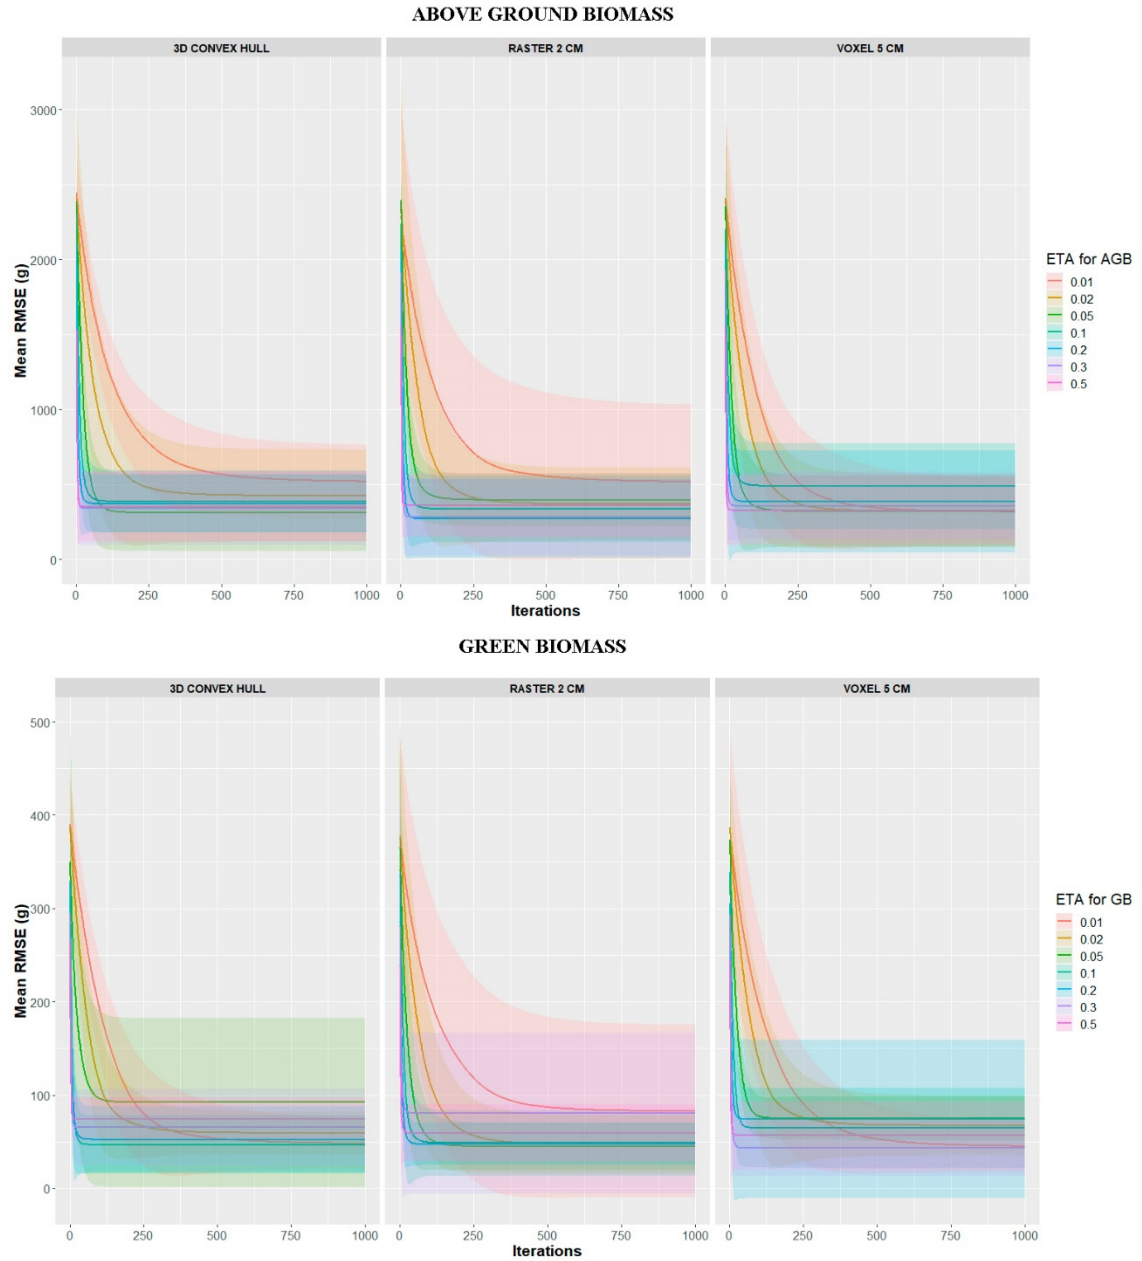 ABOVE GROUND BIOMASS
3D CONVEX HULL RASTER 2 CM VOXEL 5 CM
Mean RMSE (g)
3000
2000
1000
0
0 250 500 750 1000 0 250 500 750 1000 0 250 500 750 1000
Iterations
ETA for AGB
0.01
0.02
0.05
0.1
0.2
0.3
0.5
GREEN BIOMASS
3D CONVEX HULL RASTER 2 CM VOXEL 5 CM
Mean RMSE (g)
500
400
300
200
100
0
0 250 500 750 1000 0 250 500 750 1000 0 250 500 750 1000
Iterations
ETA for GB
0.01
0.02
0.05
0.1
0.2
0.3
0.5